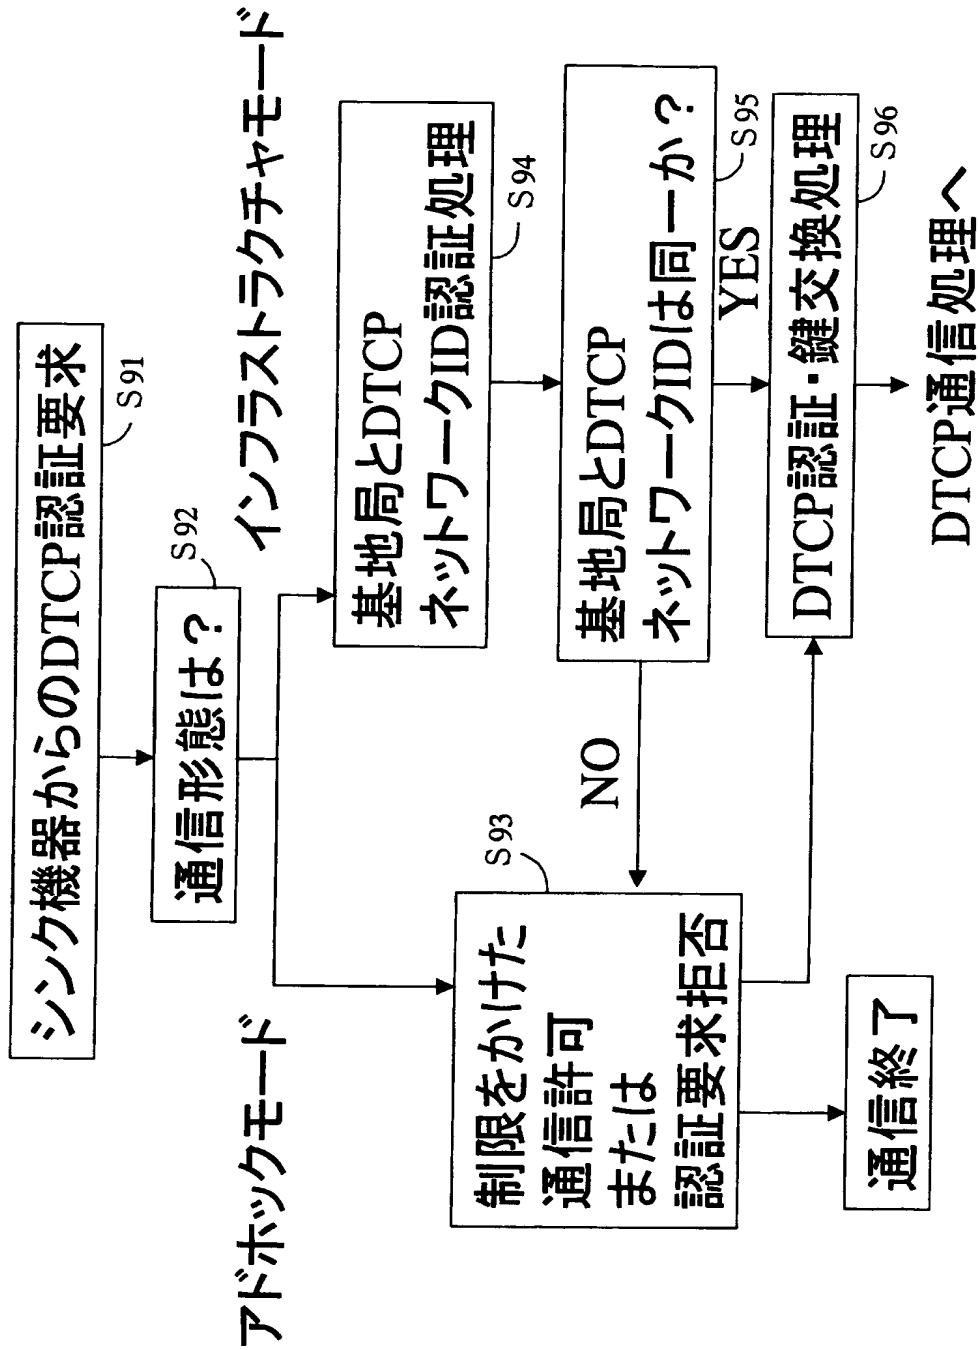 シンク機器からのDTCP認証要求
S91
通信形態は？
S92
アドホックモード
インフラストラクチャモード
基地局とDTCP
ネットワークID認証処理
S94
制限をかけた
通信許可
または
認証要求拒否
S93
NO
基地局とDTCP
ネットワークIDは同一か？
S95
YES
DTCP認証・鍵交換処理
S96
通信終了
DTCP通信処理へ